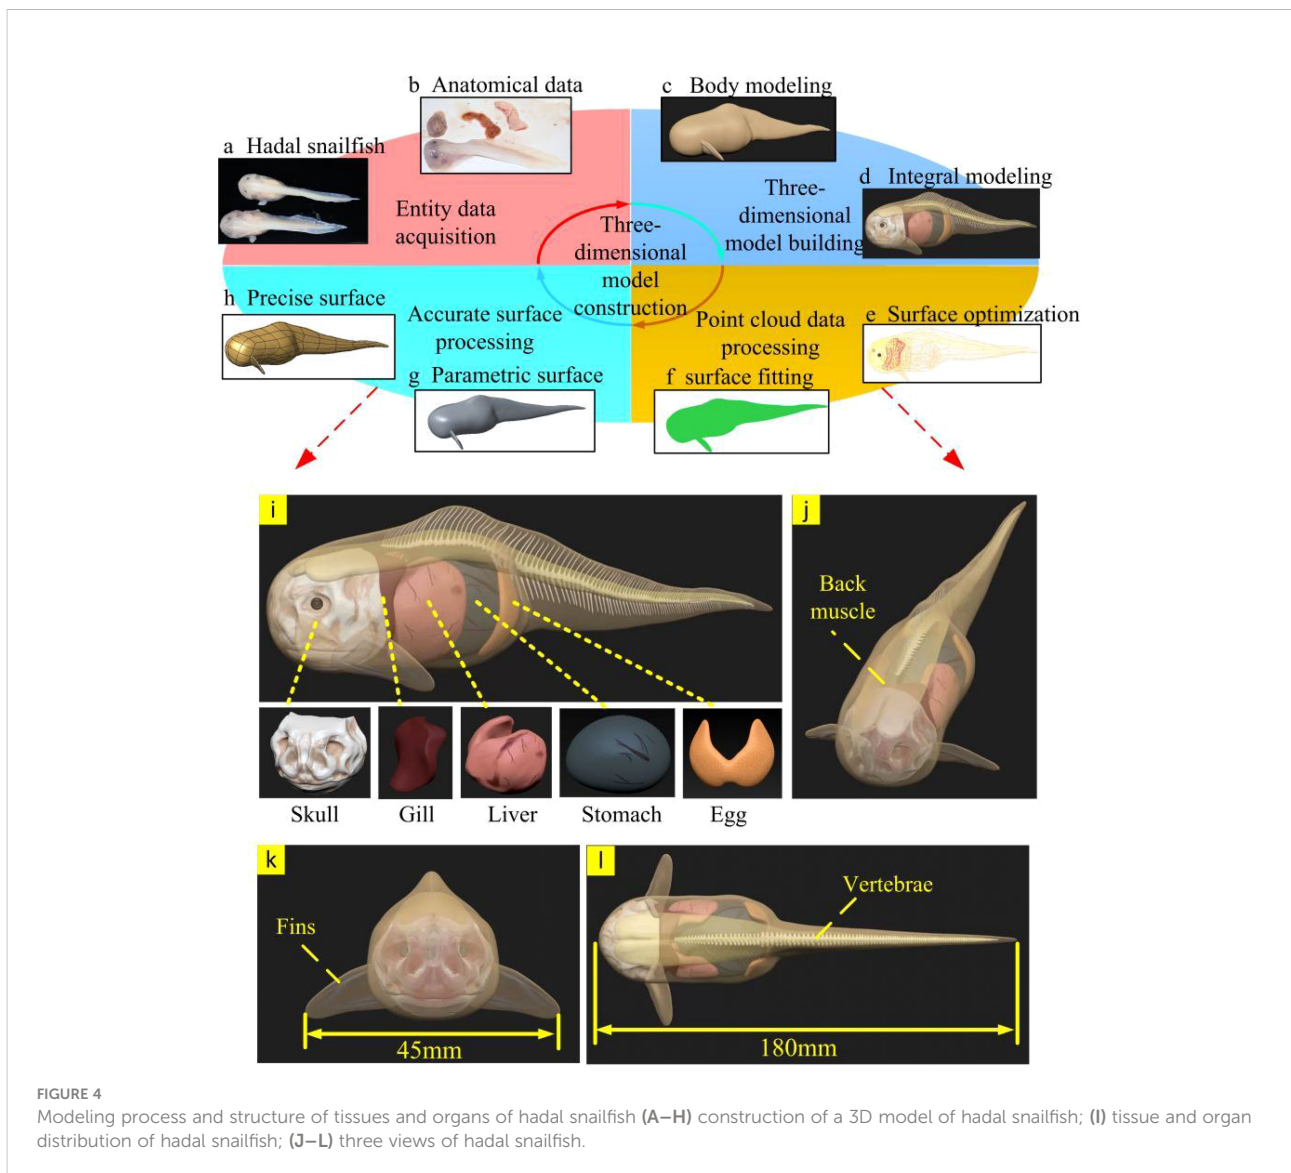 b Anatomical data
c Body modeling
a Hadal snailfish
d Integral modeling
Entity data
acquisition
Three-
dimensional
model
construction
Three-
dimensional
model building
h Precise surface
Accurate surface
processing
Point cloud data
processing
e Surface optimization
g Parametric surface
f surface fitting
i
j
Back
muscle
Skull
Gill
Liver
Stomach
Egg
k
Fins
45mm
l
Vertebrae
180mm
FIGURE 4
Modeling process and structure of tissues and organs of hadal snailfish (A–H) construction of a 3D model of hadal snailfish; (I) tissue and organ
distribution of hadal snailfish; (J–L) three views of hadal snailfish.